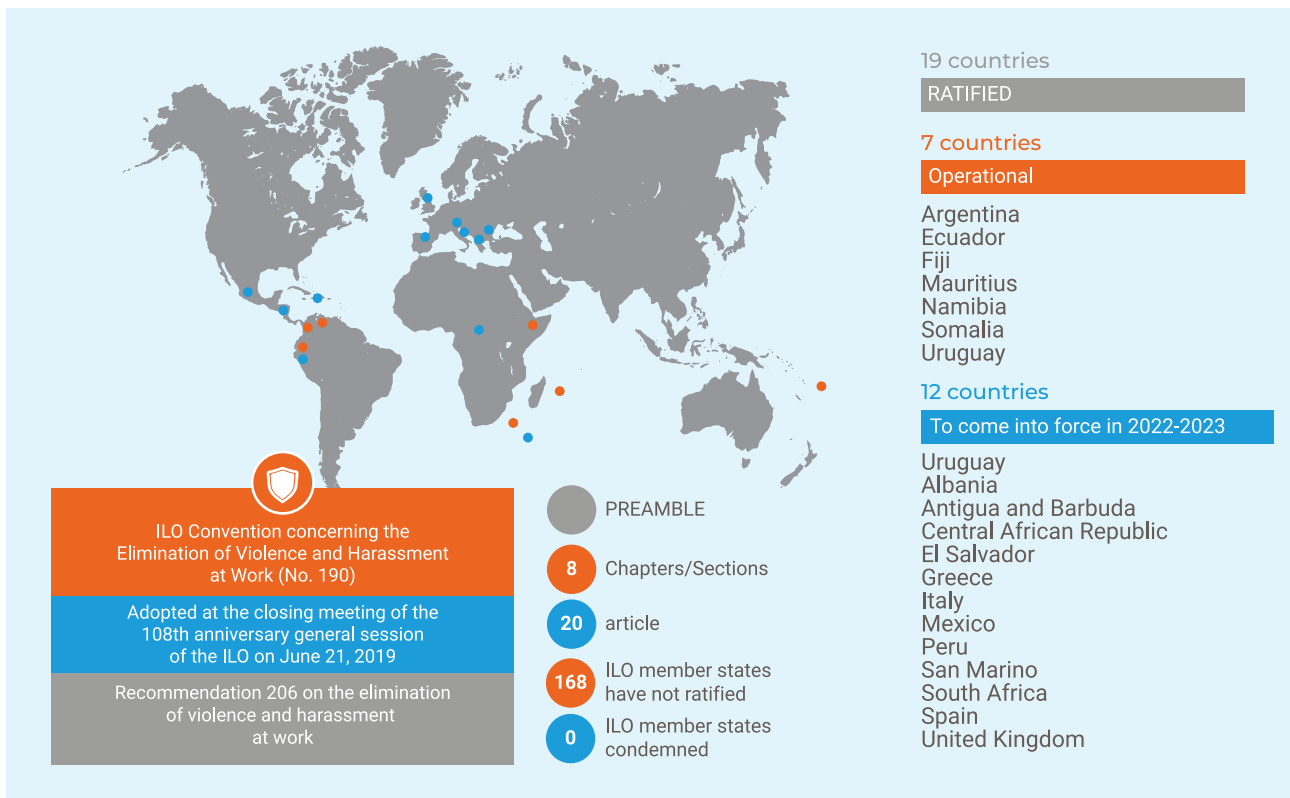 19 countries
RATIFIED
7 countries
Operational
Argentina
Ecuador
Fiji
Mauritius
Namibia
Somalia
Uruguay
12 countries
To come into force in 2022-2023
Uruguay
Albania
Antigua and Barbuda
Central African Republic
El Salvador
Greece
Italy
Mexico
Peru
San Marino
South Africa
Spain
United Kingdom
ILO Convention concerning the
Elimination of Violence and Harassment
at Work (No. 190)
Adopted at the closing meeting of the
108th anniversary general session
of the ILO on June 21, 2019
Recommendation 206 on the elimination
of violence and harassment
at work
PREAMBLE
8 Chapters/Sections
20 article
168 ILO member states
have not ratified
0 ILO member states
condemned